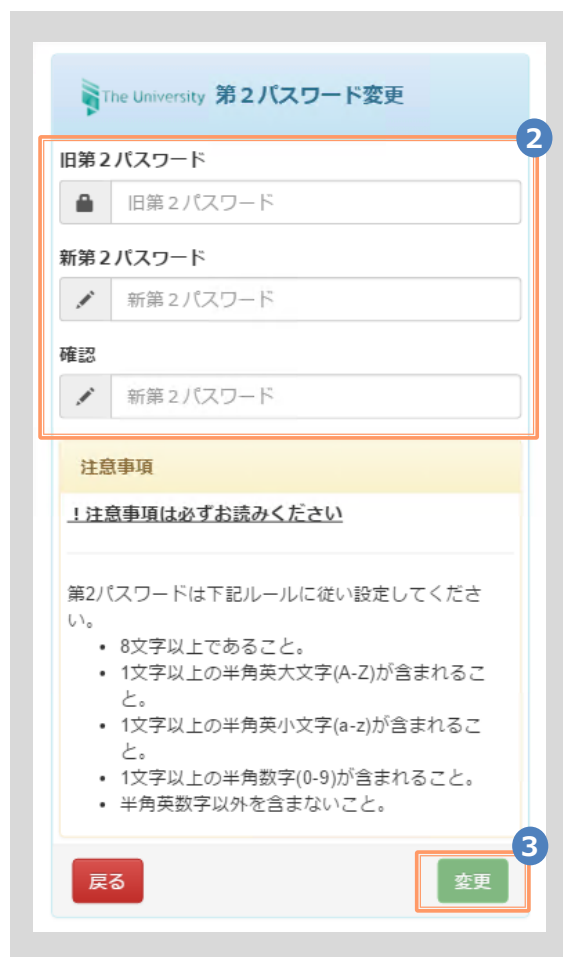 The University 第２パスワード変更
2
旧第２パスワード
旧第２パスワード
新第２パスワード
新第２パスワード
確認
新第２パスワード
注意事項
！注意事項は必ずお読みください
第2パスワードは下記ルールに従い設定してくださ
い。
• 8文字以上であること。
• 1文字以上の半角英大文字(A-Z)が含まれるこ
と。
• 1文字以上の半角英小文字(a-z)が含まれるこ
と。
• 1文字以上の半角数字(0-9)が含まれること。
• 半角英数字以外を含まないこと。
3
戻る 変更